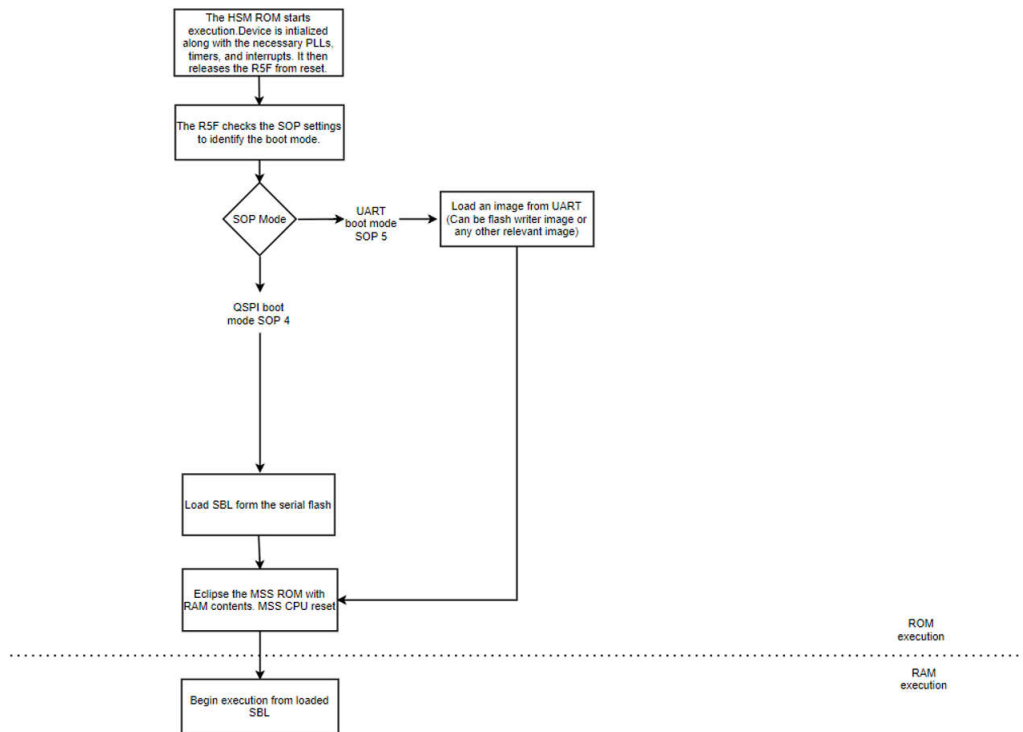 The HSM ROM starts
execution.Device is intialized
along with the necessary PLLs,
timers, and interrupts. It then
releases the R5F from reset.
The R5F checks the SOP settings
to identify the boot mode.
SOP Mode
UART
boot mode
SOP 5
Load an image from UART
(Can be flash writer image or
any other relevant image)
QSPI boot
mode SOP 4
Load SBL form the serial flash
Eclipse the MSS ROM with
RAM contents. MSS CPU reset
ROM
execution
RAM
execution
Begin execution from loaded
SBL